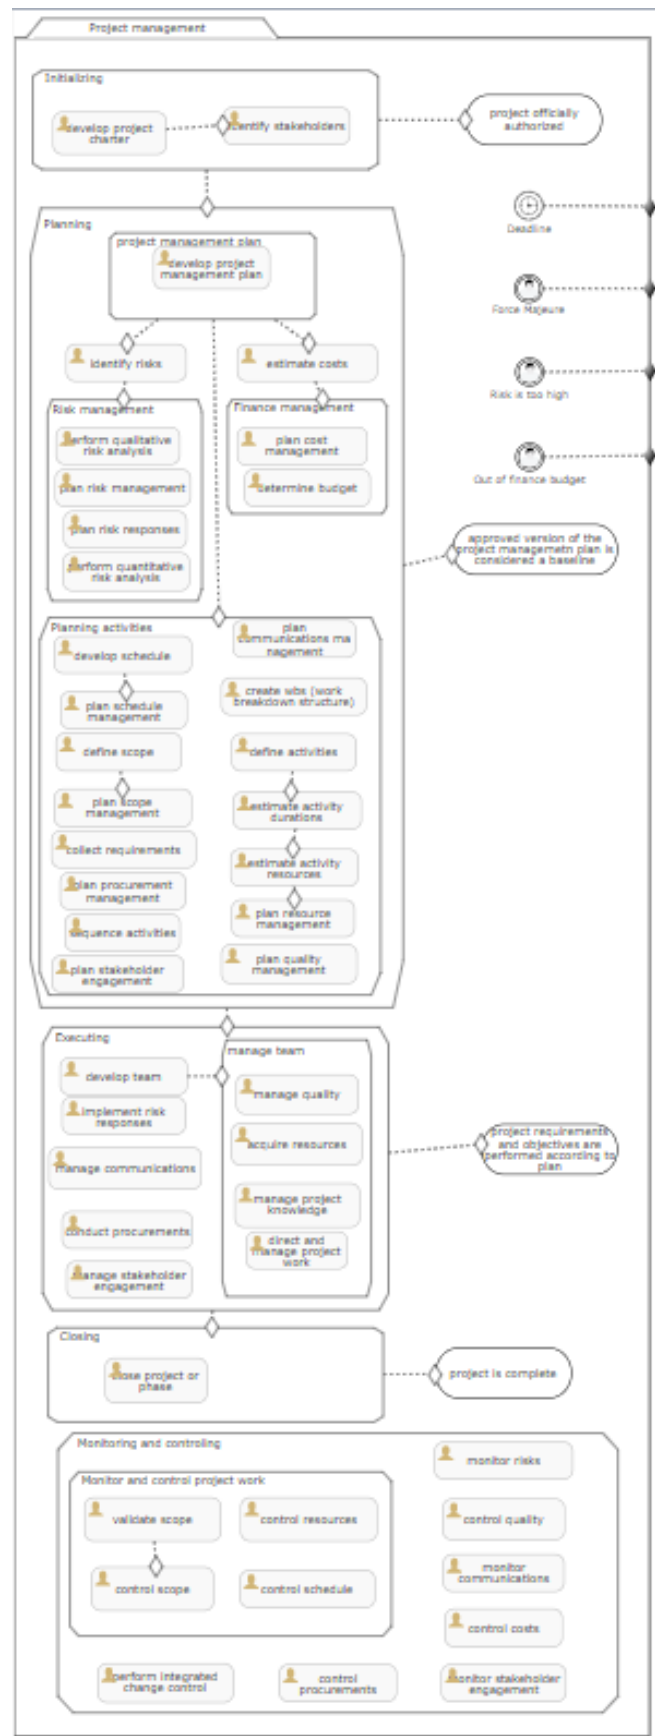 Project management
Initializing
develop project
charter
identify stakeholders
project officially
authorized
Planning
Deadline
project management plan
develop project
management plan
Force Majeure
identify risks
estimate costs
Risk is too high
Risk management
Finance management
perform qualitative
risk analysis
plan cost
management
plan risk management
determine budget
Out of finance budget
plan risk responses
perform quantitative
risk analysis
approved version of the
project managemetn plan is
considered a baseline
Planning activities
develop schedule
plan
communications ma
nagement
plan schedule
management
create wbs (work
breakdown structure)
define scope
define activities
plan scope
management
estimate activity
durations
collect requirements
estimate activity
resources
plan procurement
management
plan resource
management
sequence activities
plan stakeholder
engagement
plan quality
management
Executing
manage team
develop team
manage quality
implement risk
responses
acquire resources
project requirements
and objectives are
performed according to
plan
manage communications
manage project
knowledge
conduct procurements
direct and
manage project
work
manage stakeholder
engagement
Closing
close project or
phase
project is complete
Monitoring and controling
monitor risks
Monitor and control project work
validate scope
control resources
control quality
control scope
control schedule
monitor
communications
control costs
perform integrated
change control
control
procurements
monitor stakeholder
engagement